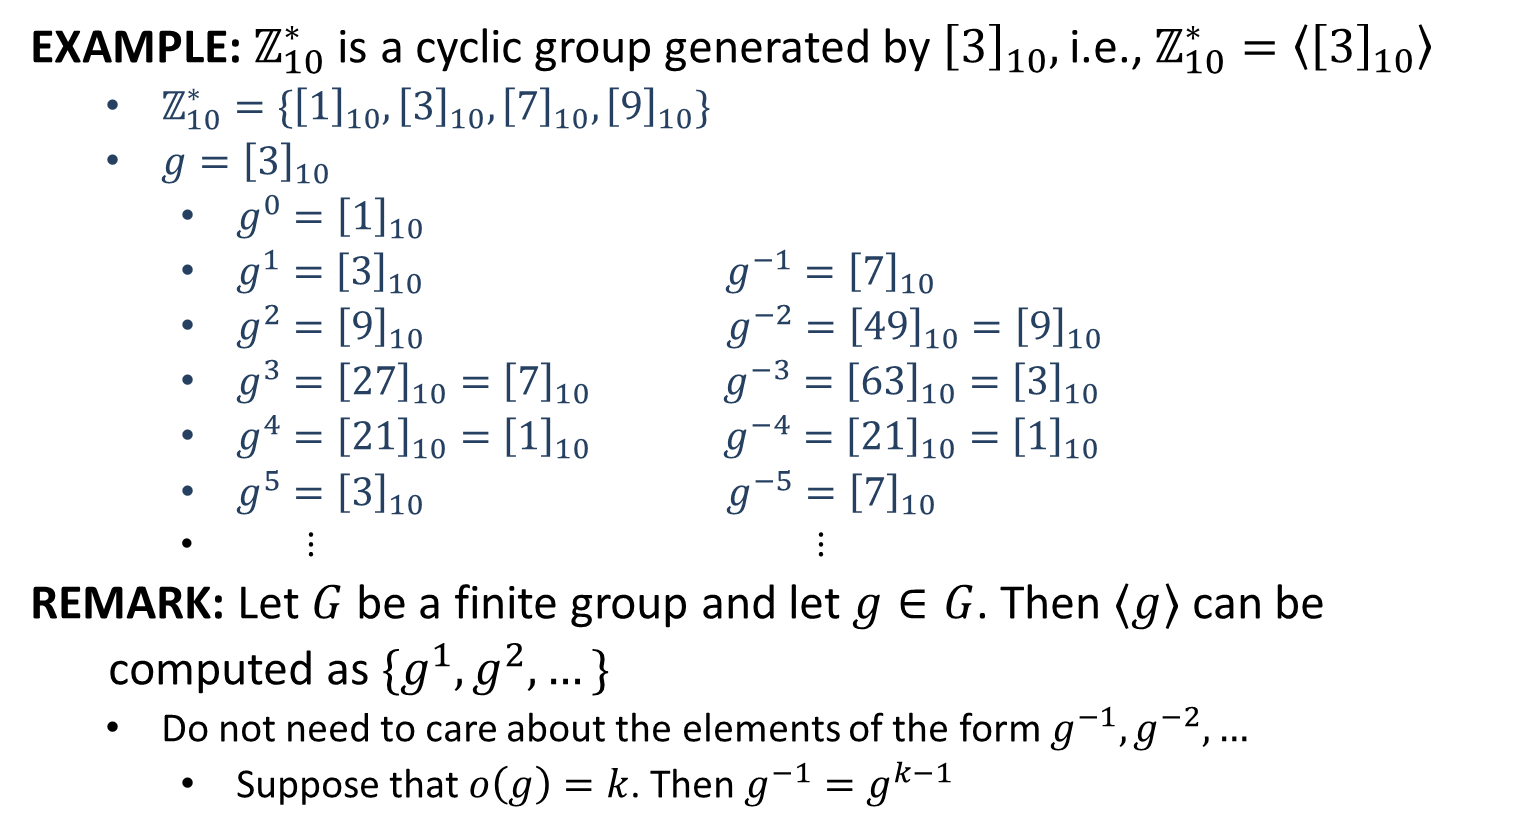 EXAMPLE: ℤ*₁₀ is a cyclic group generated by [3]₁₀, i.e., ℤ*₁₀ = ⟨[3]₁₀⟩
• ℤ*₁₀ = {[1]₁₀, [3]₁₀, [7]₁₀, [9]₁₀}
• g = [3]₁₀
• g⁰ = [1]₁₀
• g¹ = [3]₁₀ g⁻¹ = [7]₁₀
• g² = [9]₁₀ g⁻² = [49]₁₀ = [9]₁₀
• g³ = [27]₁₀ = [7]₁₀ g⁻³ = [63]₁₀ = [3]₁₀
• g⁴ = [21]₁₀ = [1]₁₀ g⁻⁴ = [21]₁₀ = [1]₁₀
• g⁵ = [3]₁₀ g⁻⁵ = [7]₁₀
• ⋮ ⋮
REMARK: Let G be a finite group and let g ∈ G. Then ⟨g⟩ can be
computed as {g¹, g², … }
• Do not need to care about the elements of the form g⁻¹, g⁻², …
• Suppose that o(g) = k. Then g⁻¹ = gᵏ⁻¹